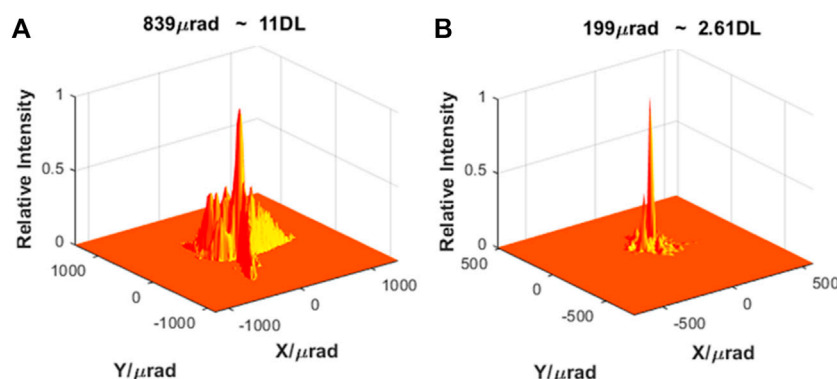 A
839μrad ~ 11DL
Relative Intensity
1
0.5
0
1000
0
-1000
Y/μrad
-1000
0
1000
X/μrad
B
199μrad ~ 2.61DL
Relative Intensity
1
0.5
0
500
0
-500
Y/μrad
-500
0
500
X/μrad